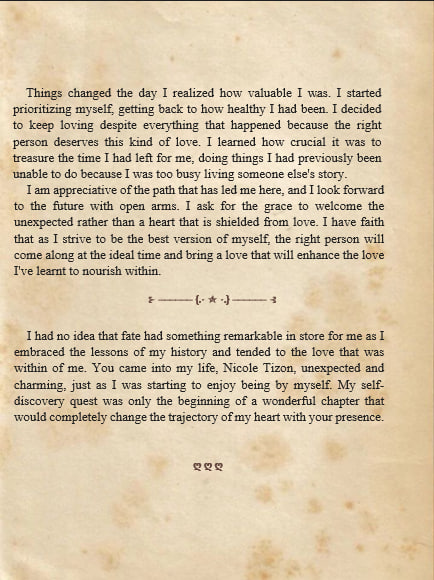 Things changed the day I realized how valuable I was. I started
prioritizing myself, getting back to how healthy I had been. I decided
to keep loving despite everything that happened because the right
person deserves this kind of love. I learned how crucial it was to
treasure the time I had left for me, doing things I had previously been
unable to do because I was too busy living someone else's story.
I am appreciative of the path that has led me here, and I look forward
to the future with open arms. I ask for the grace to welcome the
unexpected rather than a heart that is shielded from love. I have faith
that as I strive to be the best version of myself, the right person will
come along at the ideal time and bring a love that will enhance the love
I've learnt to nourish within.
I had no idea that fate had something remarkable in store for me as I
embraced the lessons of my history and tended to the love that was
within of me. You came into my life, Nicole Tizon, unexpected and
charming, just as I was starting to enjoy being by myself. My self-
discovery quest was only the beginning of a wonderful chapter that
would completely change the trajectory of my heart with your presence.